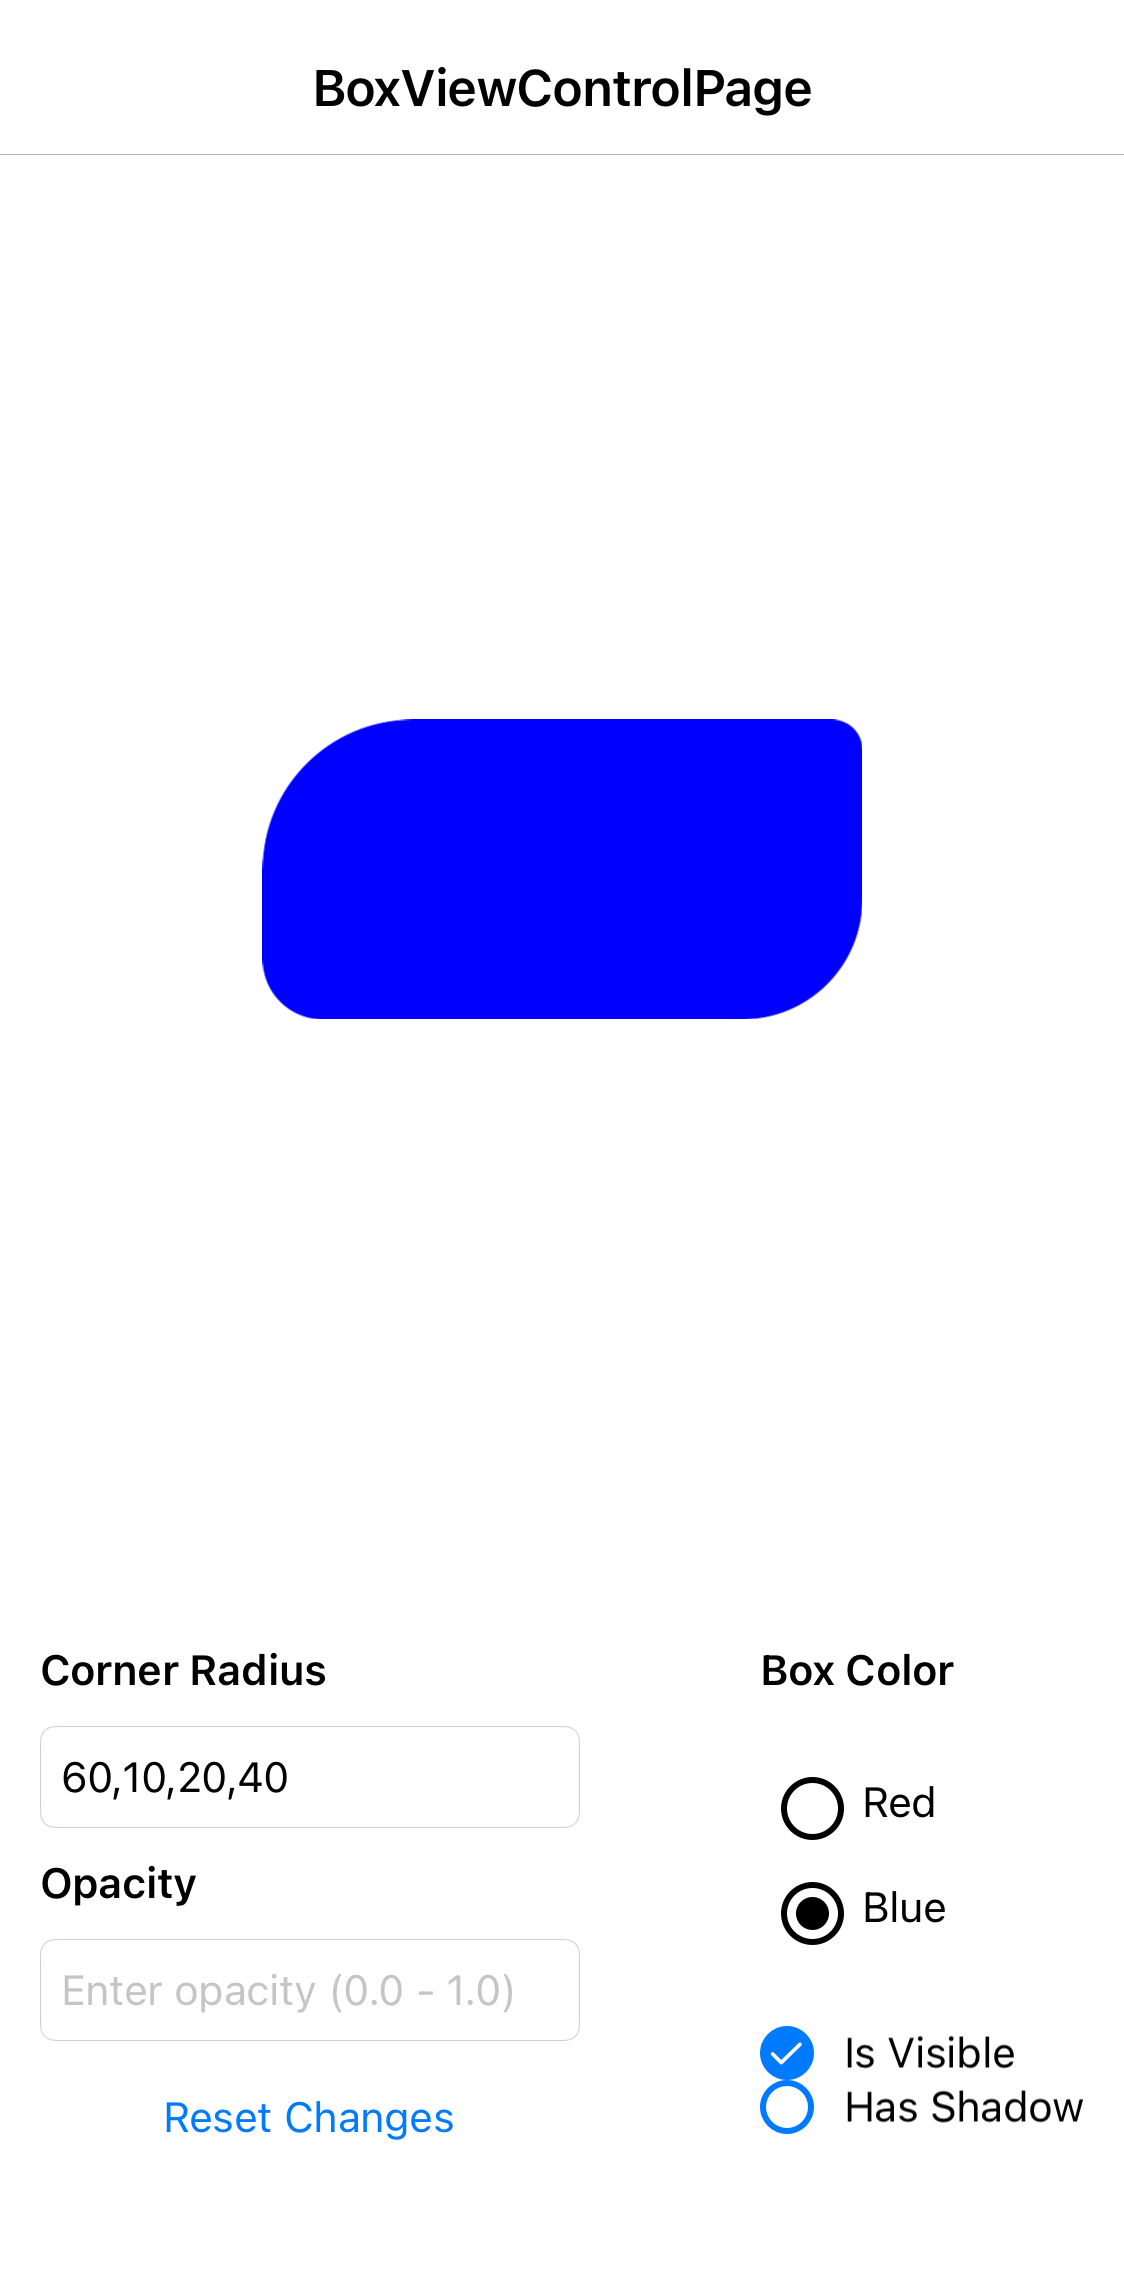 BoxViewControlPage
Corner Radius
60,10,20,40
Opacity
Enter opacity (0.0 - 1.0)
Reset Changes
Box Color
Red
Blue
Is Visible
Has Shadow